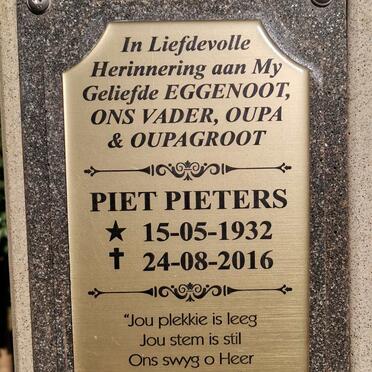 In Liefdevolle
Herinnering aan My
Geliefde EGGENOOT,
ONS VADER, OUPA
& OUPAGROOT
PIET PIETERS
★ 15-05-1932
✝ 24-08-2016
"Jou plekkie is leeg
Jou stem is stil
Ons swyg o Heer